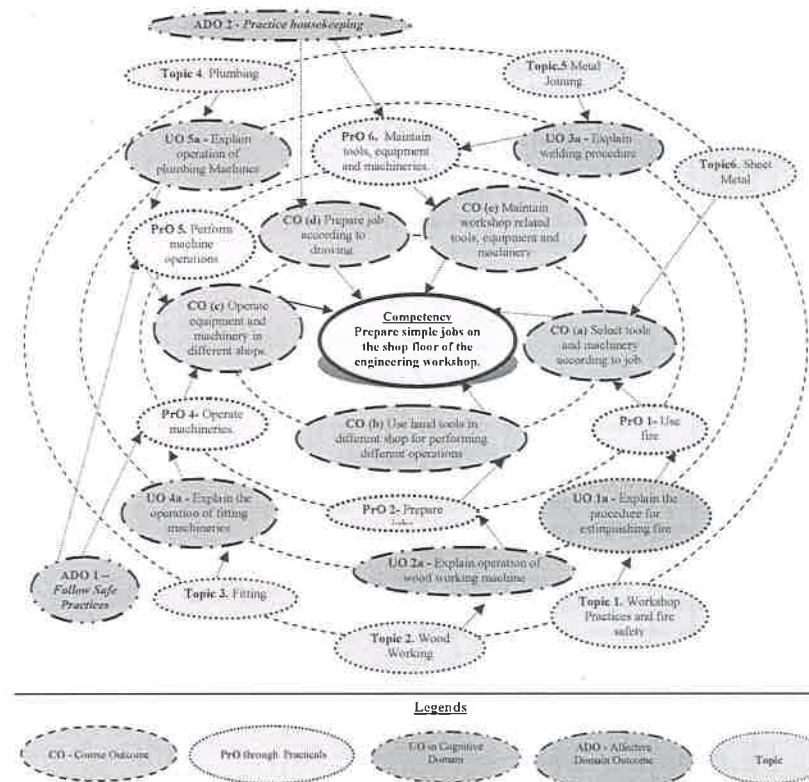 ADO 2 - Practice housekeeping
Topic 4. Plumbing
Topic.5 Metal
Joining
UO 5a - Explain
operation of
plumbing Machines
PrO 6. Maintain
tools, equipment
and machineries.
UO 3a - Explain
welding procedure
Topic6. Sheet
Metal
PrO 5. Perform
machine
operations
CO (d) Prepare job
according to
drawing
CO (e) Maintain
workshop related
tools, equipment and
machinery
CO (c) Operate
equipment and
machinery in
different shops.
Competency
Prepare simple jobs on
the shop floor of the
engineering workshop.
CO (a) Select tools
and machinery
according to job.
PrO 4- Operate
machineries.
CO (b) Use hand tools in
different shop for performing
different operations
PrO 1- Use
fire
UO 4a - Explain the
operation of fitting
machineries
PrO 2- Prepare
UO 1a - Explain the
procedure for
extinguishing fire
ADO 1 –
Follow Safe
Practices
UO 2a - Explain operation of
wood working machine
Topic 3. Fitting
Topic 2. Wood
Working
Topic 1. Workshop
Practices and fire
safety
Legends
CO - Course Outcome
PrO through Practicals
UO in Cognitive
Domain
ADO - Affective
Domain Outcome
Topic